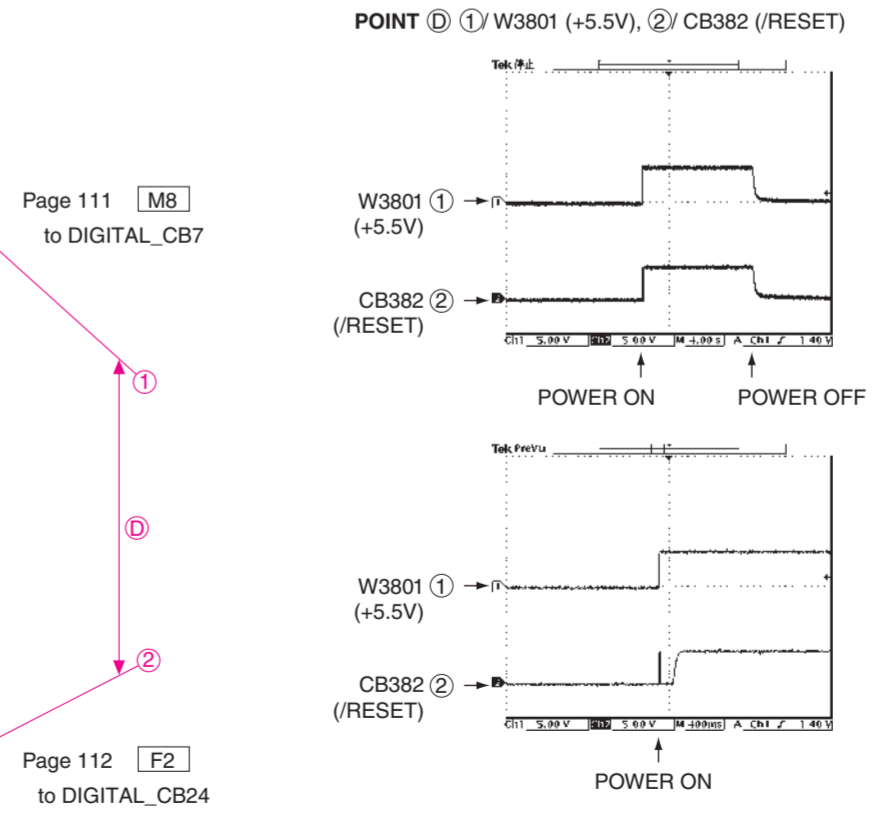 POINT Ⓓ ①/ W3801 (+5.5V), ②/ CB382 (/RESET)
Tek 停止
Page 111 M8
to DIGITAL_CB7
W3801 ①
(+5.5V)
CB382 ②
(/RESET)
Ch1 5.00 V Ch2 5.00 V M 4.00 s A Ch1 1.40 V
POWER ON
POWER OFF
①
Ⓓ
②
Tek PreVu
W3801 ①
(+5.5V)
CB382 ②
(/RESET)
Ch1 5.00 V Ch2 5.00 V M 400ms A Ch1 1.40 V
POWER ON
Page 112 F2
to DIGITAL_CB24